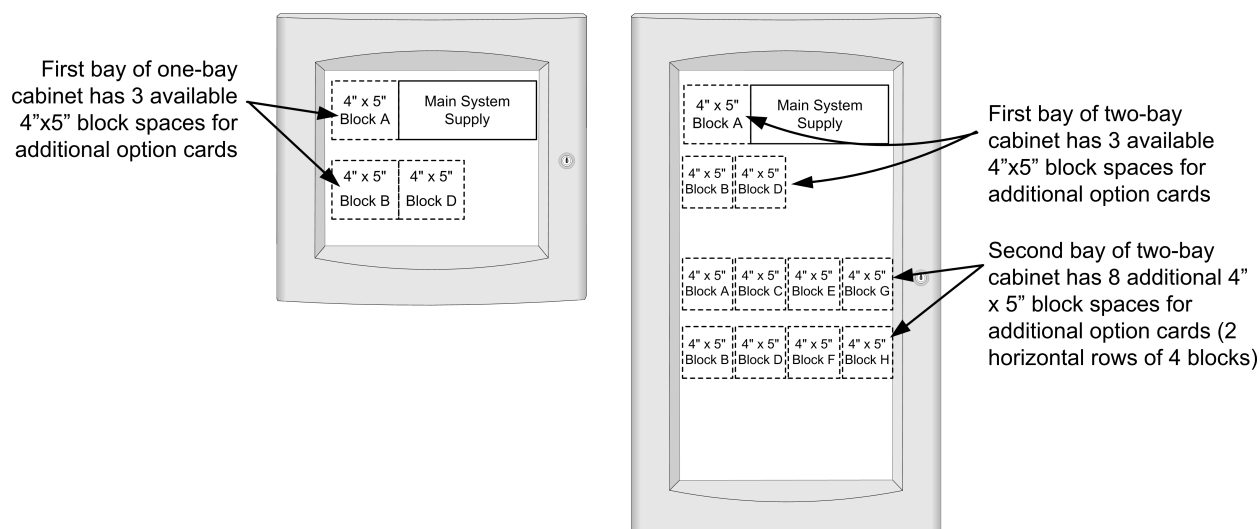 First bay of one-bay
cabinet has 3 available
4”x5” block spaces for
additional option cards
4" x 5"
Block A
Main System
Supply
4" x 5"
Block B
4" x 5"
Block D
4" x 5"
Block A
Main System
Supply
4" x 5"
Block B
4" x 5"
Block D
4" x 5"
Block A
4" x 5"
Block C
4" x 5"
Block E
4" x 5"
Block G
4" x 5"
Block B
4" x 5"
Block D
4" x 5"
Block F
4" x 5"
Block H
First bay of two-bay
cabinet has 3 available
4”x5” block spaces for
additional option cards
Second bay of two-bay
cabinet has 8 additional 4”
x 5” block spaces for
additional option cards (2
horizontal rows of 4 blocks)